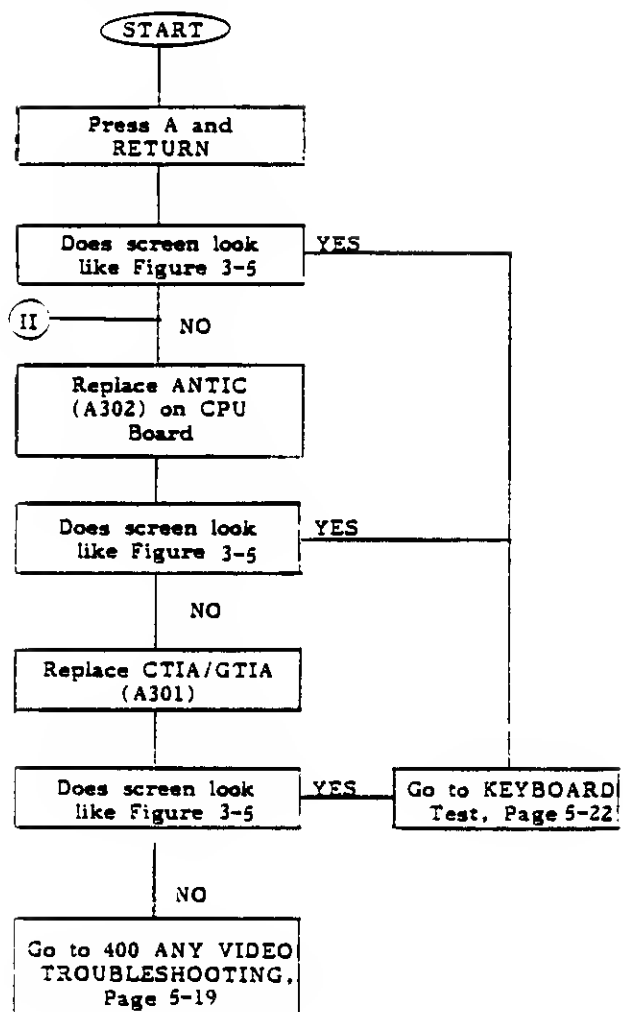 START
Press A and
RETURN
Does screen look
like Figure 3-5
YES
II
NO
Replace ANTIC
(A302) on CPU
Board
Does screen look
like Figure 3-5
YES
NO
Replace CTIA/GTIA
(A301)
Does screen look
like Figure 3-5
YES
Go to KEYBOARD
Test, Page 5-22
NO
Go to 400 ANY VIDEO
TROUBLESHOOTING,
Page 5-19